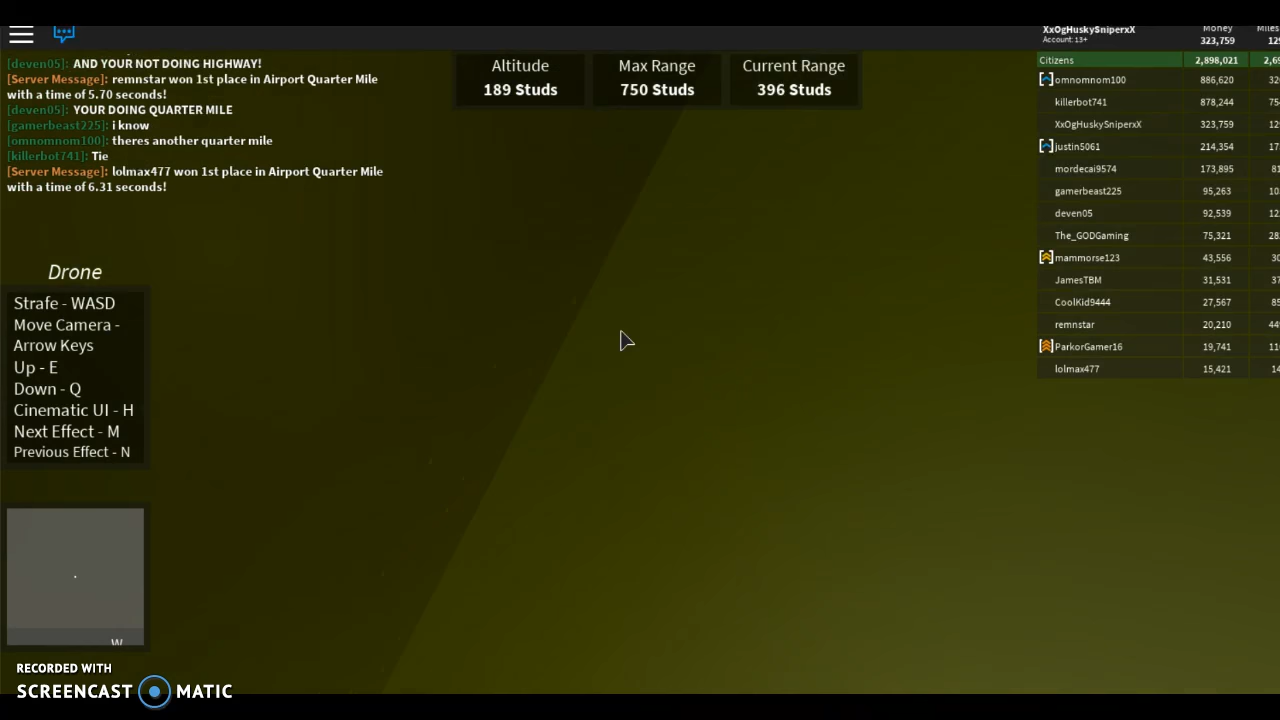 XxOgHuskySniperxX
Account: 13+
Money
323,759
Miles
[deven05]: AND YOUR NOT DOING HIGHWAY!
[Server Message]: remnstar won 1st place in Airport Quarter Mile
with a time of 5.70 seconds!
[deven05]: YOUR DOING QUARTER MILE
[gamerbeast225]: i know
[omnomnom100]: theres another quarter mile
[killerbot741]: Tie
[Server Message]: lolmax477 won 1st place in Airport Quarter Mile
with a time of 6.31 seconds!
Altitude
189 Studs
Max Range
750 Studs
Current Range
396 Studs
Citizens 2,898,021
omnomnom100 886,620
killerbot741 878,244
XxOgHuskySniperxX 323,759
justin5061 214,354
mordecai9574 173,895
gamerbeast225 95,263
deven05 92,539
The_GODGaming 75,321
mammorse123 43,556
JamesTBM 31,531
CoolKid9444 27,567
remnstar 20,210
ParkorGamer16 19,741
lolmax477 15,421
Drone
Strafe - WASD
Move Camera -
Arrow Keys
Up - E
Down - Q
Cinematic UI - H
Next Effect - M
Previous Effect - N
W
RECORDED WITH
SCREENCAST MATIC